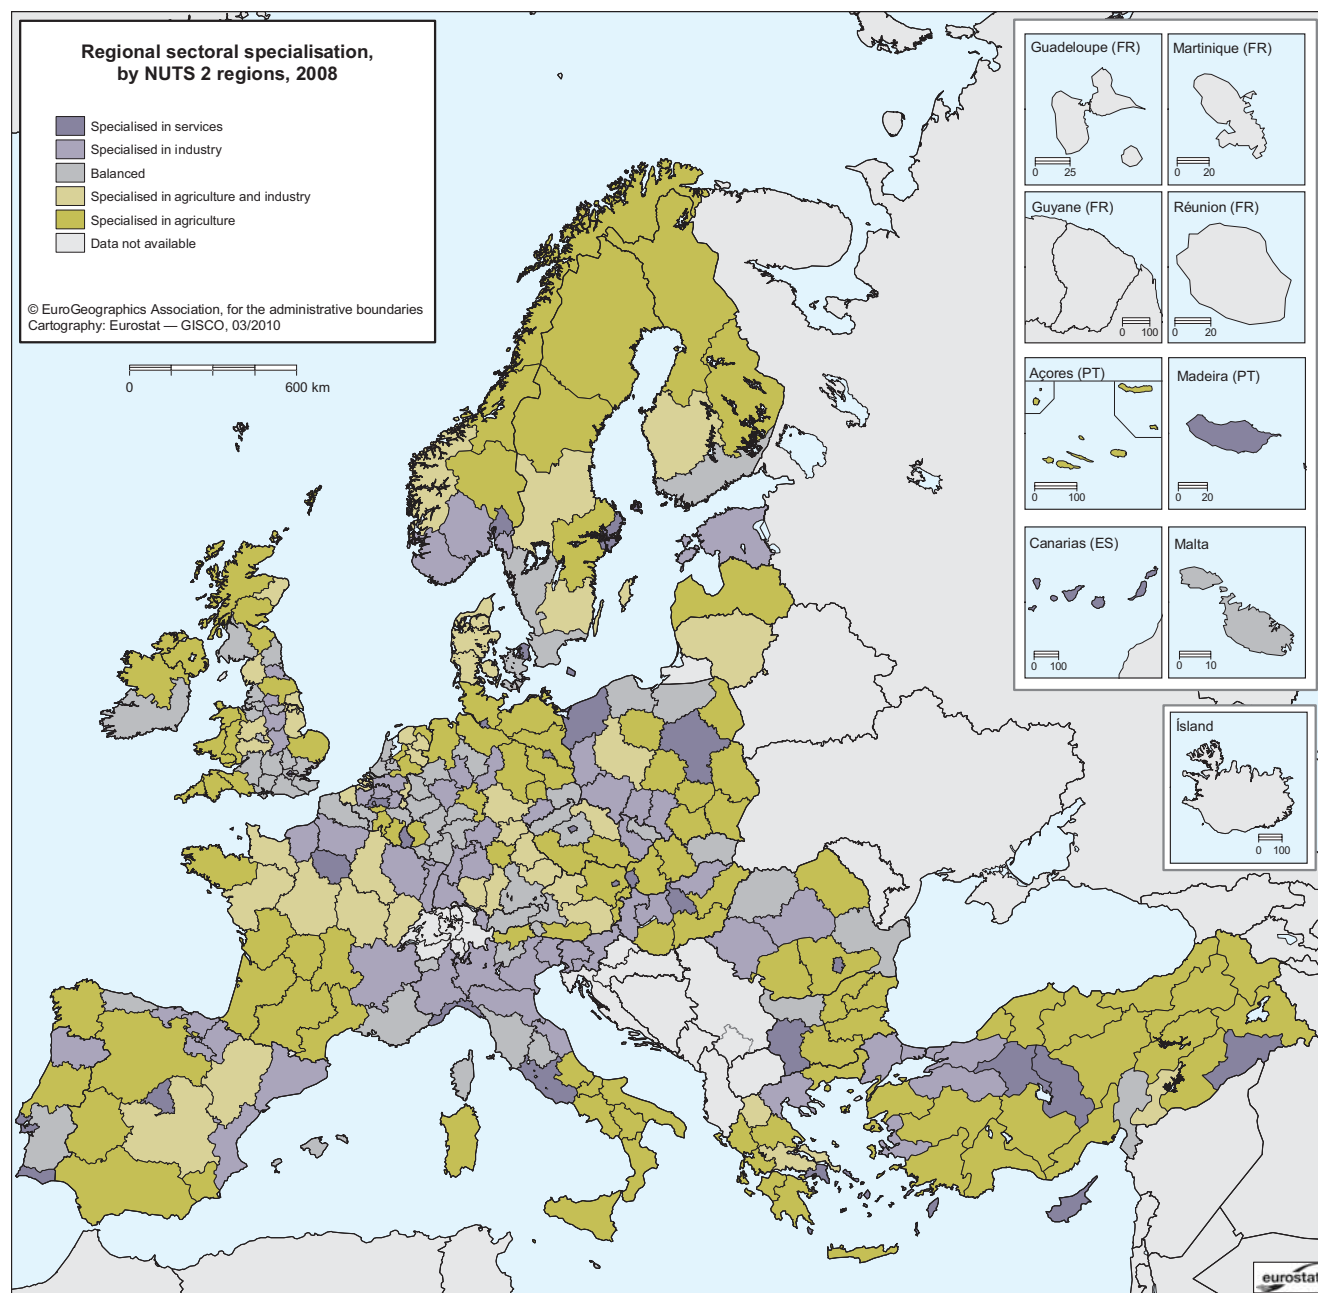 Regional sectoral specialisation,
by NUTS 2 regions, 2008
Specialised in services
Specialised in industry
Balanced
Specialised in agriculture and industry
Specialised in agriculture
Data not available
© EuroGeographics Association, for the administrative boundaries
Cartography: Eurostat — GISCO, 03/2010
0 600 km
Guadeloupe (FR)
0 25
Martinique (FR)
0 20
Guyane (FR)
0 100
Réunion (FR)
0 20
Açores (PT)
0 100
Madeira (PT)
0 20
Canarias (ES)
0 100
Malta
0 10
Ísland
0 100
eurostat